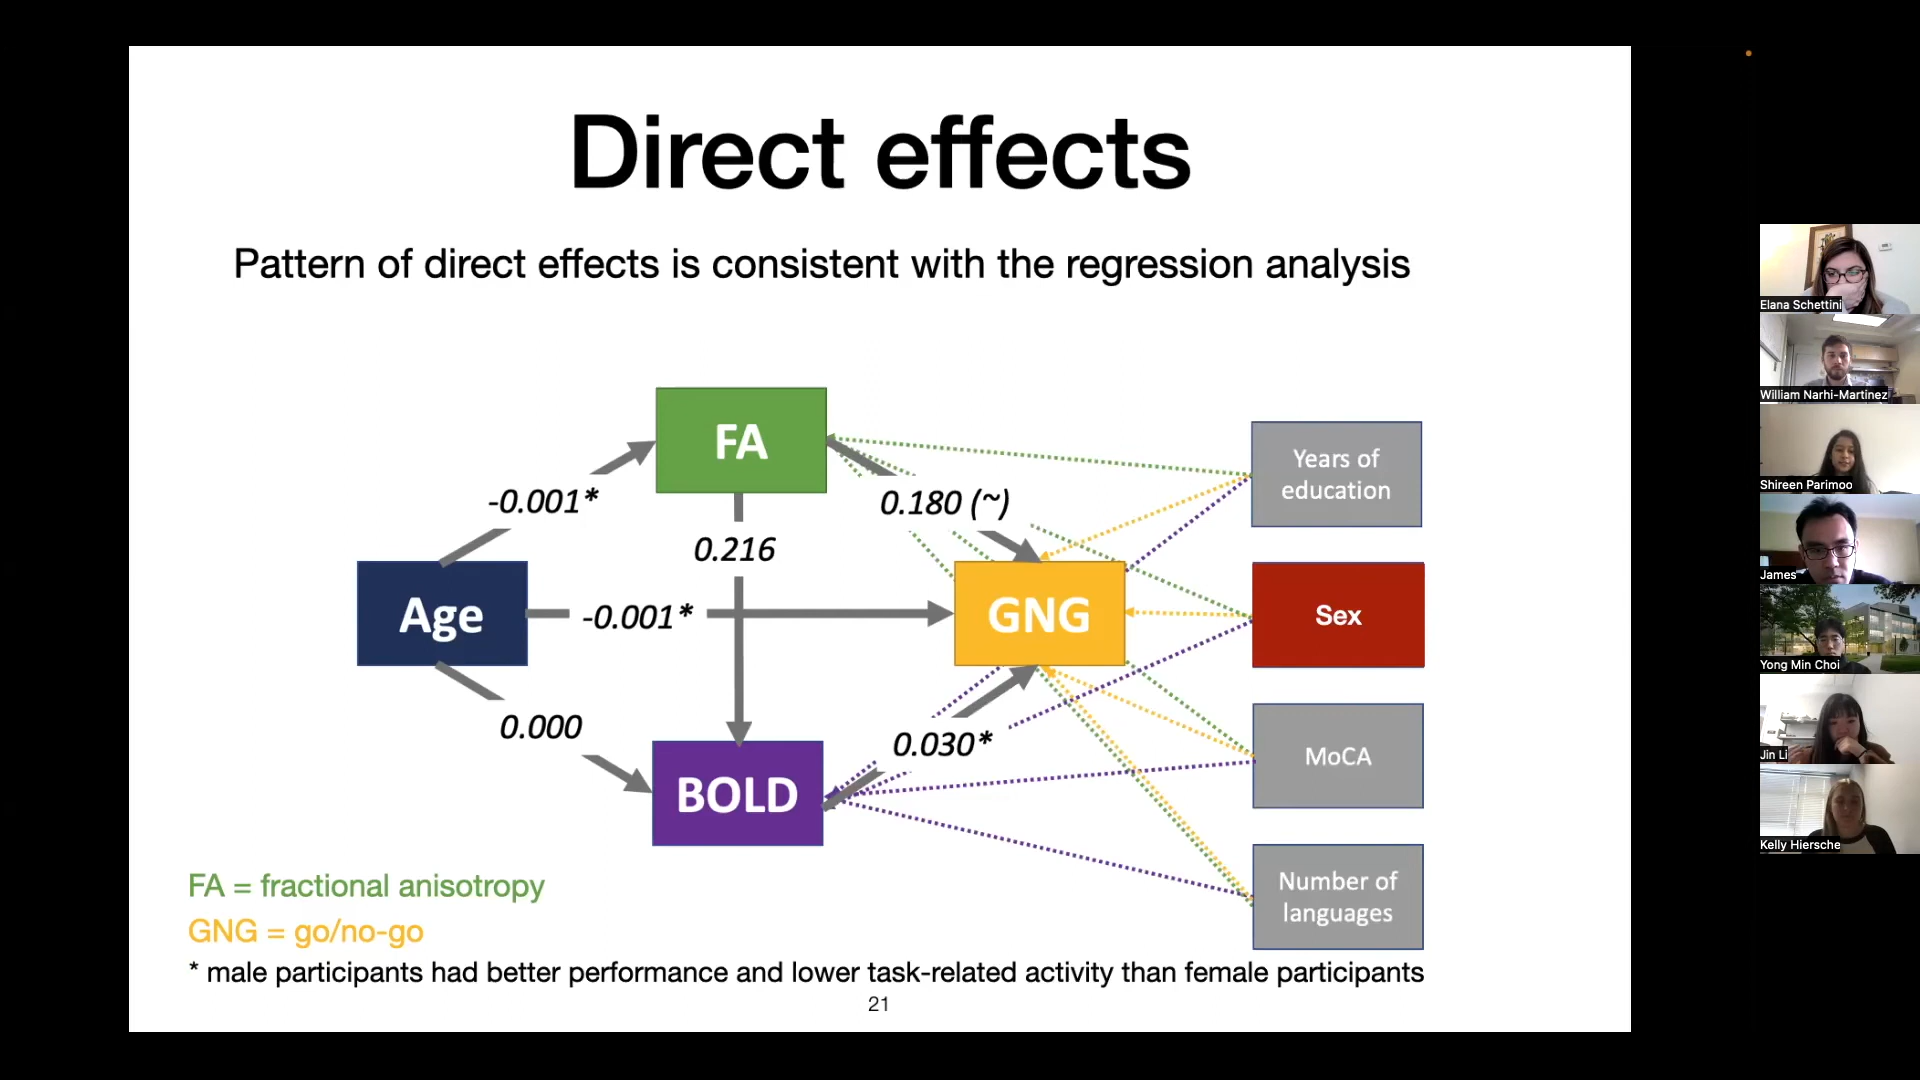 Direct effects
Pattern of direct effects is consistent with the regression analysis
FA
-0.001*
0.180 (~)
0.216
Age
-0.001*
GNG
0.000
0.030*
BOLD
Years of
education
Sex
MoCA
Number of
languages
FA = fractional anisotropy
GNG = go/no-go
* male participants had better performance and lower task-related activity than female participants
21
Elana Schettini
William Narhi-Martinez
Shireen Parimoo
James
Yong Min Choi
Jin Li
Kelly Hiersche